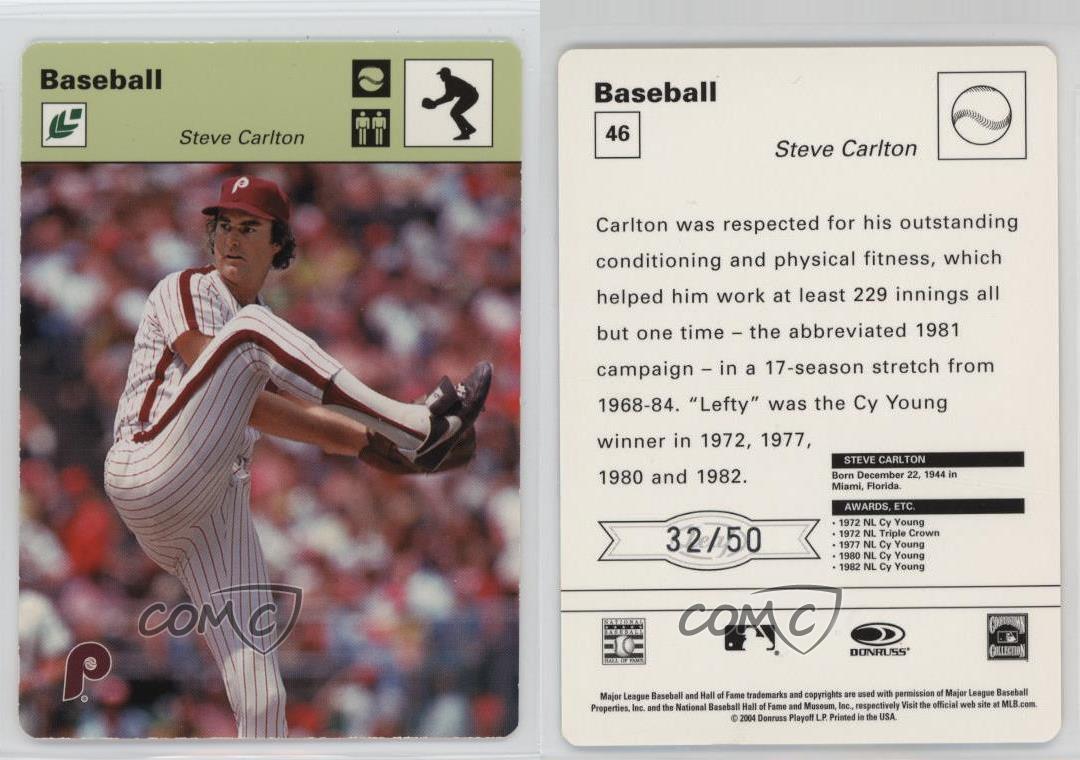 Baseball
Steve Carlton
P
P
COMC
Baseball
46
Steve Carlton
Carlton was respected for his outstanding
conditioning and physical fitness, which
helped him work at least 229 innings all
but one time – the abbreviated 1981
campaign – in a 17-season stretch from
1968-84. “Lefty” was the Cy Young
winner in 1972, 1977,
1980 and 1982.
STEVE CARLTON
Born December 22, 1944 in
Miami, Florida.
AWARDS, ETC.
• 1972 NL Cy Young
• 1972 NL Triple Crown
• 1977 NL Cy Young
• 1980 NL Cy Young
• 1982 NL Cy Young
32/50
COMC
NATIONAL
BASEBALL
HALL OF FAME
DONRUSS
COOPERSTOWN
COLLECTION
Major League Baseball and Hall of Fame trademarks and copyrights are used with permission of Major League Baseball
Properties, Inc. and the National Baseball Hall of Fame and Museum, Inc., respectively Visit the official web site at MLB.com.
© 2004 Donruss Playoff L.P. Printed in the USA.